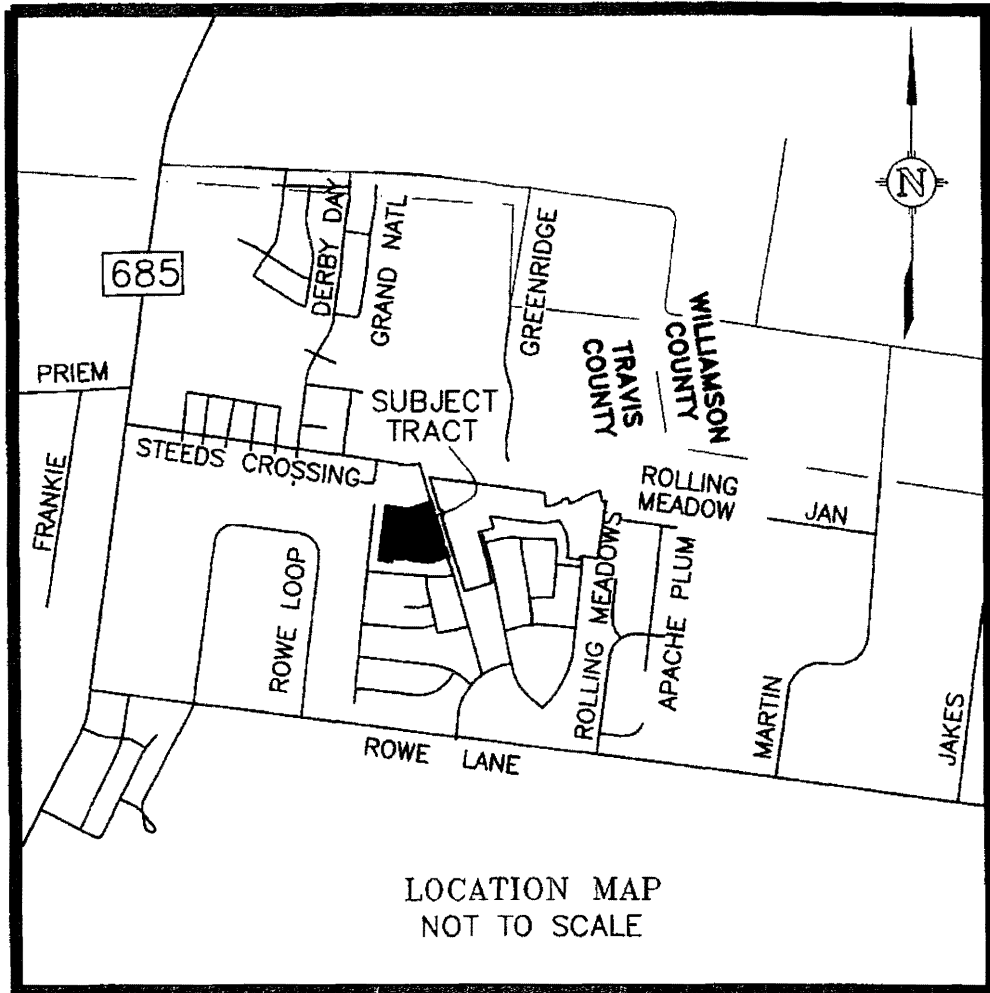 N
DERBY DAY
GRAND NATL
GREENRIDGE
685
WILLIAMSON
COUNTY
TRAVIS
COUNTY
PRIEM
SUBJECT
TRACT
STEEDS CROSSING
FRANKIE
ROLLING
MEADOW
JAN
ROWE LOOP
ROLLING MEADOWS
APACHE PLUM
MARTIN
JAKES
ROWE LANE
LOCATION MAP
NOT TO SCALE